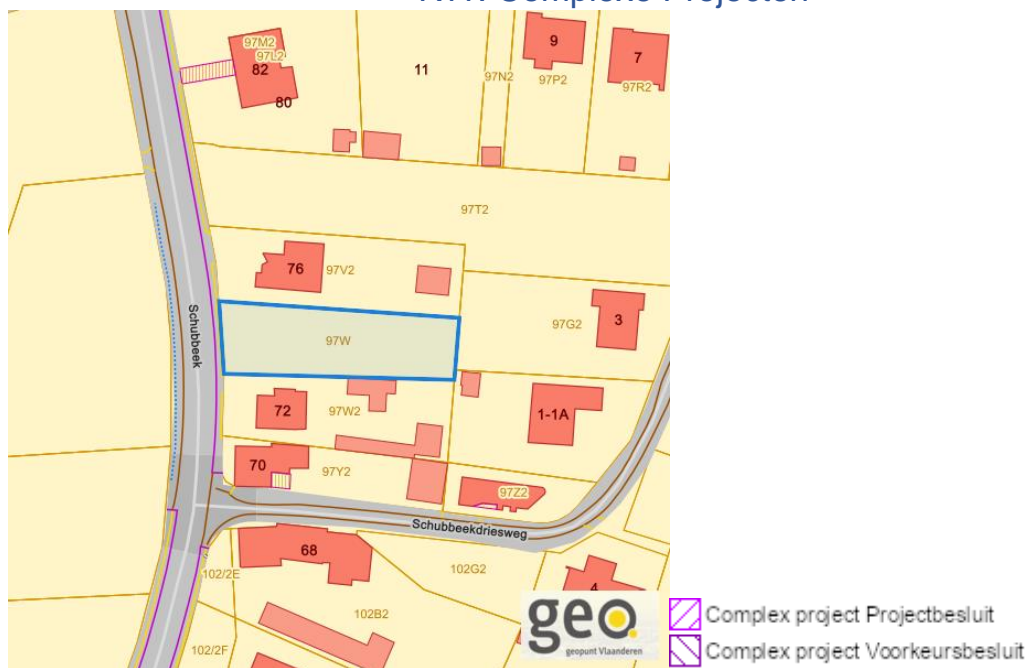 97M2
97L2
82
80
11
97N2
9
97P2
7
97R2
97T2
76
97V2
97G2
3
Schubbeek
97W
72
97W2
1-1A
70
97Y2
97Z2
Schubbeekdriesweg
68
102/2E
102G2
4
102B2
102/2F
geo
geopunt Vlaanderen
Complex project Projectbesluit
Complex project Voorkeursbesluit